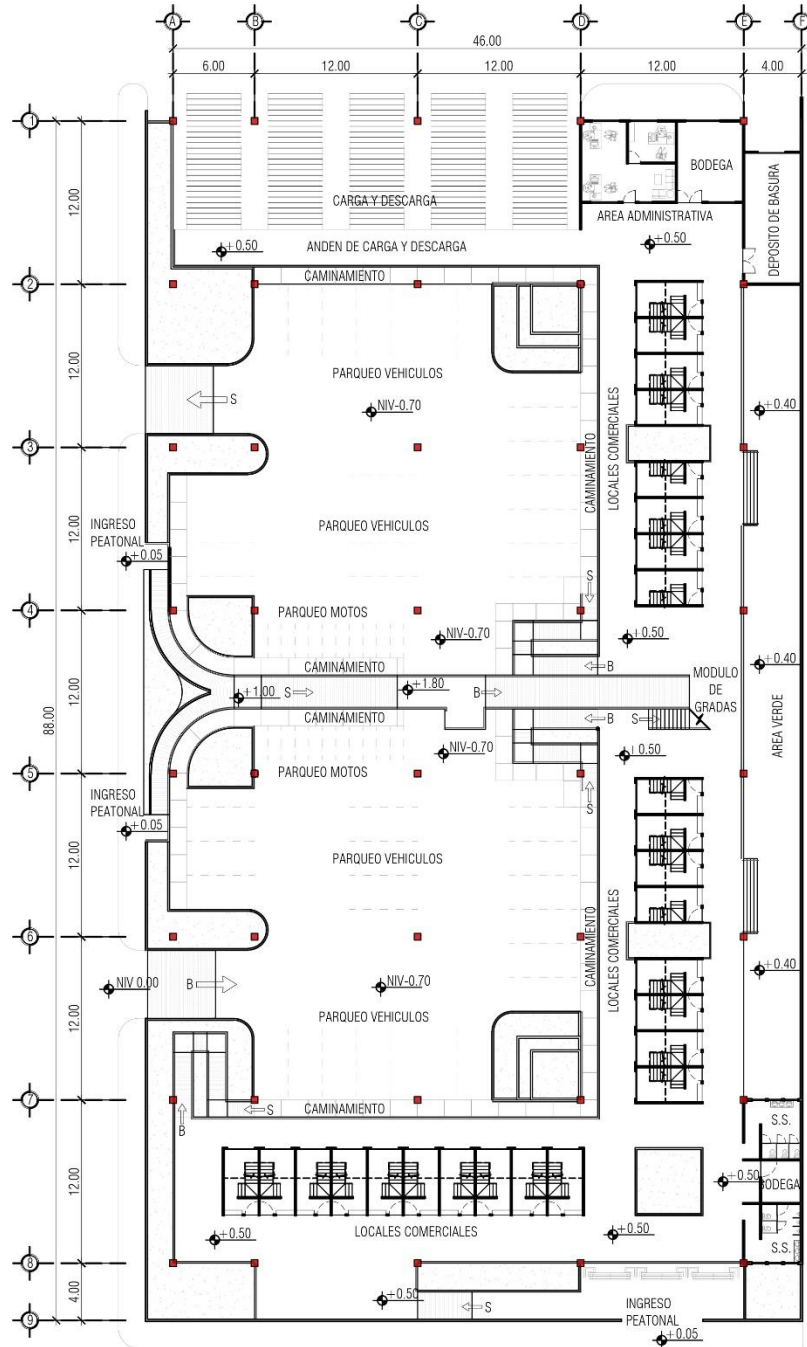 A B C D E F
46.00
6.00 12.00 12.00 12.00 4.00
1
BODEGA
12.00
CARGA Y DESCARGA
AREA ADMINISTRATIVA
DEPOSITO DE BASURA
+0.50
ANDEN DE CARGA Y DESCARGA
+0.50
CAMINAMIENTO
2
12.00
PARQUEO VEHICULOS
S
NIV-0.70
+0.40
3
CAMINAMIENTO
LOCALES COMERCIALES
12.00
INGRESO
PEATONAL
PARQUEO VEHICULOS
+0.05
S
4
PARQUEO MOTOS
NIV-0.70
+0.50
+0.40
CAMINAMIENTO
B
MODULO
DE
GRADAS
88.00
12.00
+1.00
S
+1.80
B
AREA VERDE
CAMINAMIENTO
B
S
NIV-0.70
+0.50
5
PARQUEO MOTOS
S
INGRESO
PEATONAL
+0.05
12.00
PARQUEO VEHICULOS
CAMINAMIENTO
LOCALES COMERCIALES
6
NIV 0.00
B
NIV-0.70
+0.40
12.00
PARQUEO VEHICULOS
7
S
CAMINAMIENTO
B
S.S.
12.00
+0.50
BODEGA
LOCALES COMERCIALES
+0.50
+0.50
S.S.
8
4.00
+0.50
S
INGRESO
PEATONAL
9
+0.05